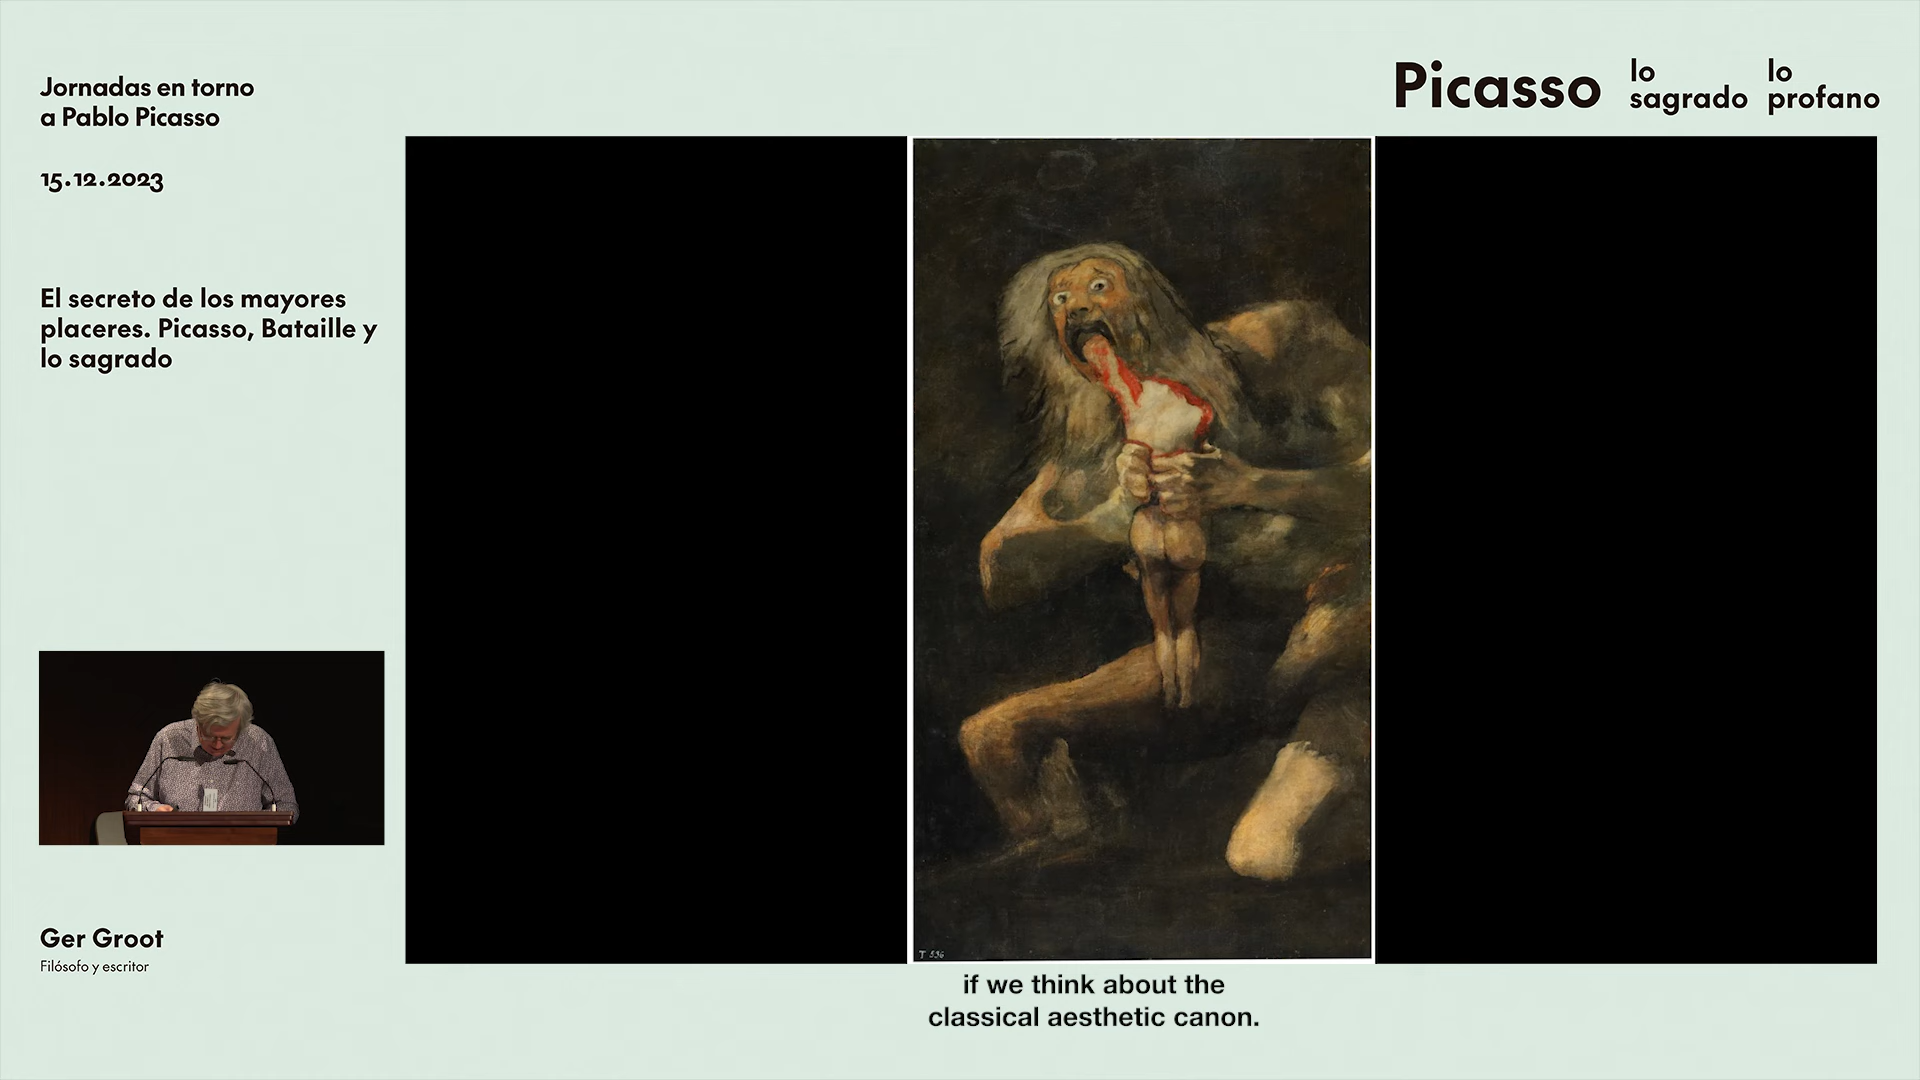 Jornadas en torno
a Pablo Picasso
15.12.2023
El secreto de los mayores
placeres. Picasso, Bataille y
lo sagrado
Ger Groot
Filósofo y escritor
Picasso
lo
sagrado
lo
profano
T 536
if we think about the
classical aesthetic canon.